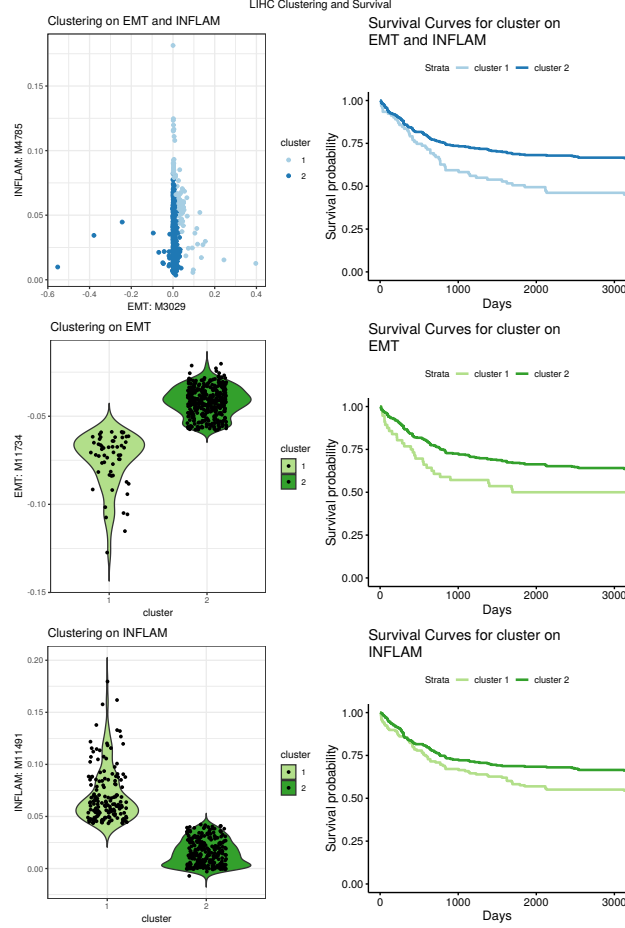 LIHC Clustering and Survival
Clustering on EMT and INFLAM
INFLAM: M4785
0.15
0.10
0.05
0.00
-0.6
-0.4
-0.2
0.0
0.2
0.4
EMT: M3029
cluster
1
2
Survival Curves for cluster on
EMT and INFLAM
Strata
cluster 1
cluster 2
Survival probability
1.00
0.75
0.50
0.25
0.00
0
1000
2000
3000
Days
Clustering on EMT
EMT: M11734
-0.05
-0.10
-0.15
1
2
cluster
cluster
1
2
Survival Curves for cluster on
EMT
Strata
cluster 1
cluster 2
Survival probability
1.00
0.75
0.50
0.25
0.00
0
1000
2000
3000
Days
Clustering on INFLAM
INFLAM: M11491
0.20
0.15
0.10
0.05
0.00
1
2
cluster
cluster
1
2
Survival Curves for cluster on
INFLAM
Strata
cluster 1
cluster 2
Survival probability
1.00
0.75
0.50
0.25
0.00
0
1000
2000
3000
Days